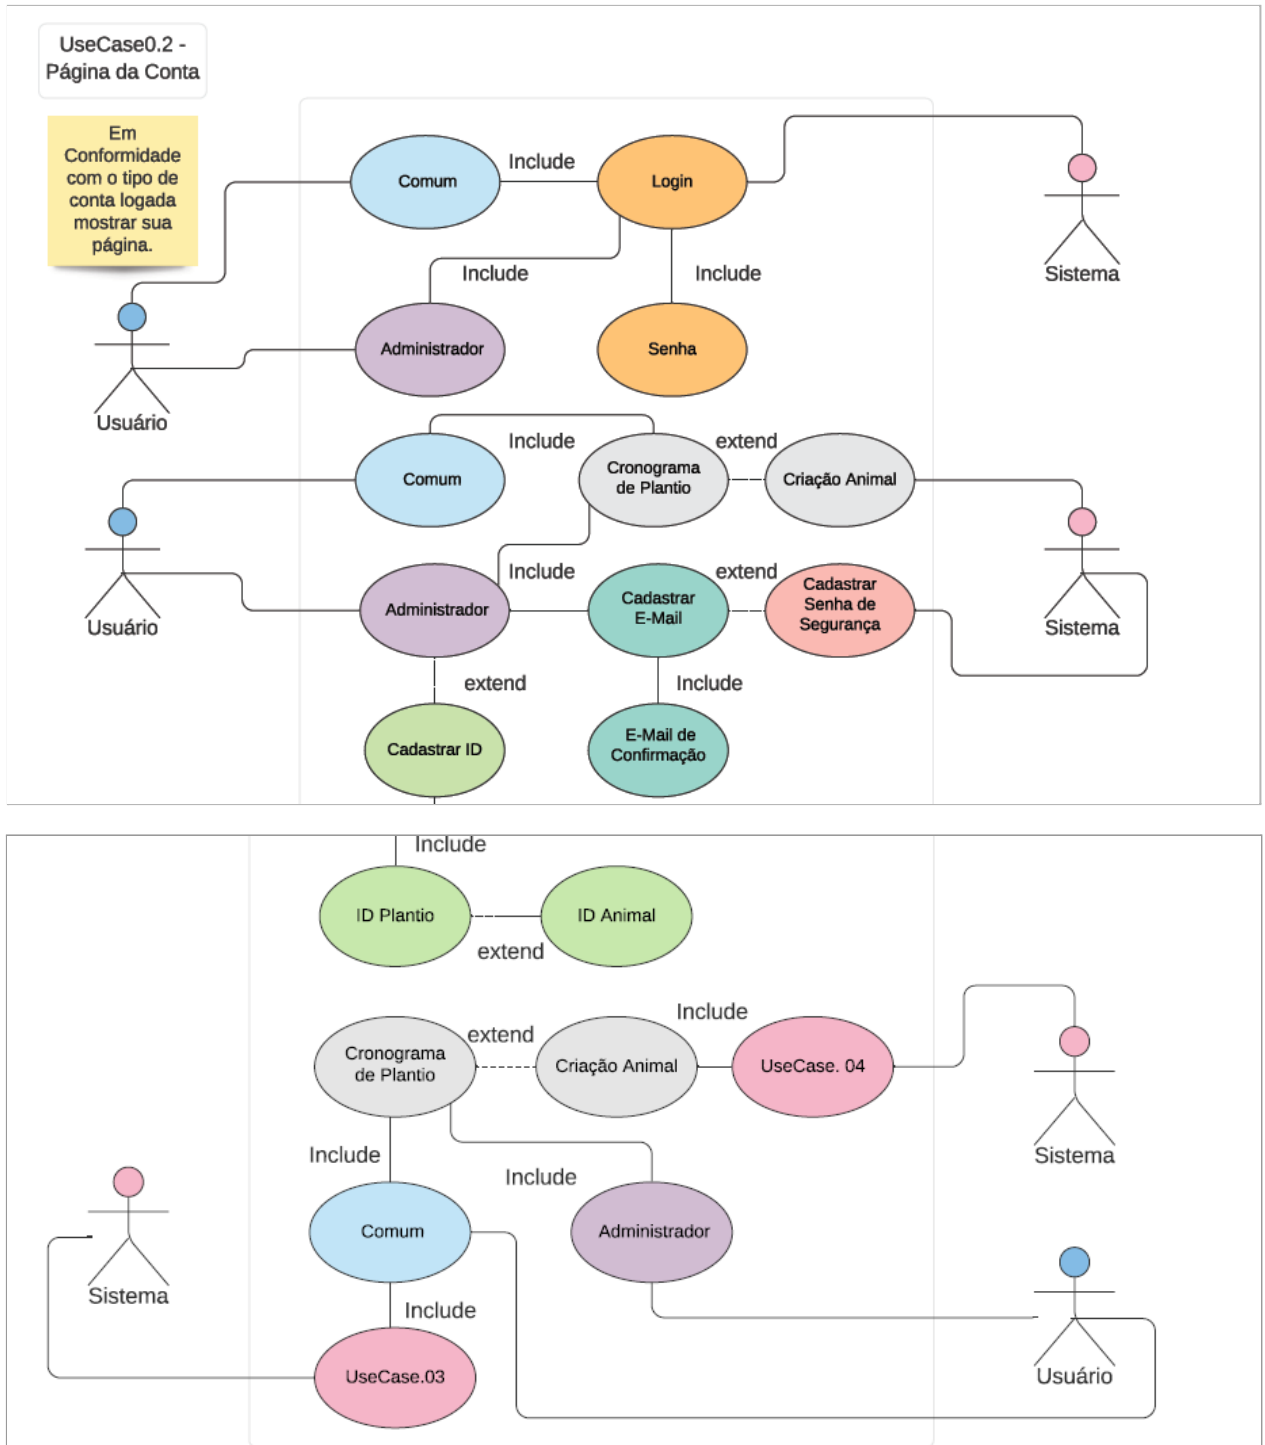 UseCase0.2 -
Página da Conta
Em
Conformidade
com o tipo de
conta logada
mostrar sua
página.
Comum
Include
Login
Sistema
Include
Include
Administrador
Senha
Usuário
Comum
Include
Cronograma
de Plantio
extend
Criação Animal
Usuário
Administrador
Include
Cadastrar
E-Mail
extend
Cadastrar
Senha de
Segurança
Sistema
extend
Include
Cadastrar ID
E-Mail de
Confirmação
Include
ID Plantio
extend
ID Animal
Cronograma
de Plantio
extend
Criação Animal
Include
UseCase. 04
Sistema
Include
Include
Comum
Administrador
Sistema
Include
UseCase.03
Usuário